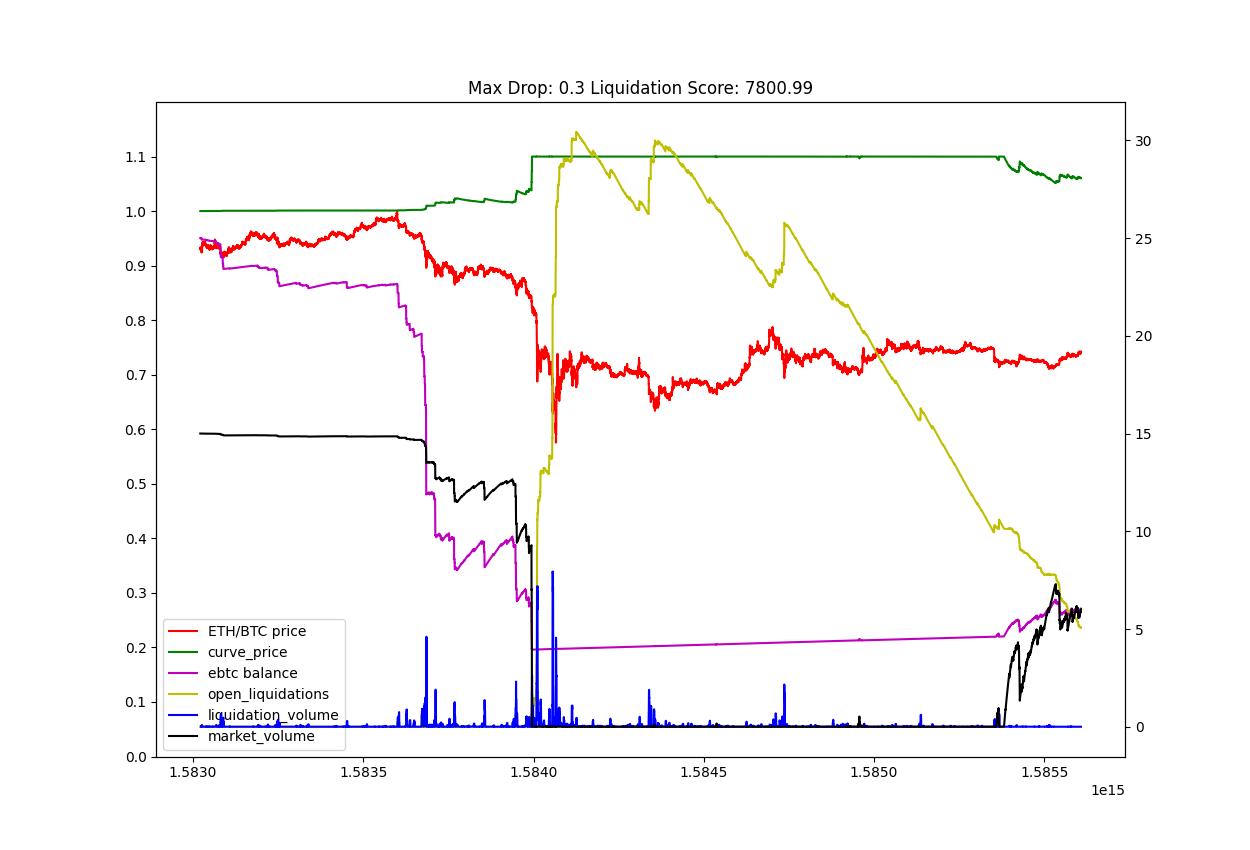 Max Drop: 0.3 Liquidation Score: 7800.99
1.1
1.0
0.9
0.8
0.7
0.6
0.5
0.4
0.3
0.2
0.1
0.0
30
25
20
15
10
5
0
ETH/BTC price
curve_price
ebtc balance
open_liquidations
liquidation_volume
market_volume
1.5830 1.5835 1.5840 1.5845 1.5850 1.5855
1e15